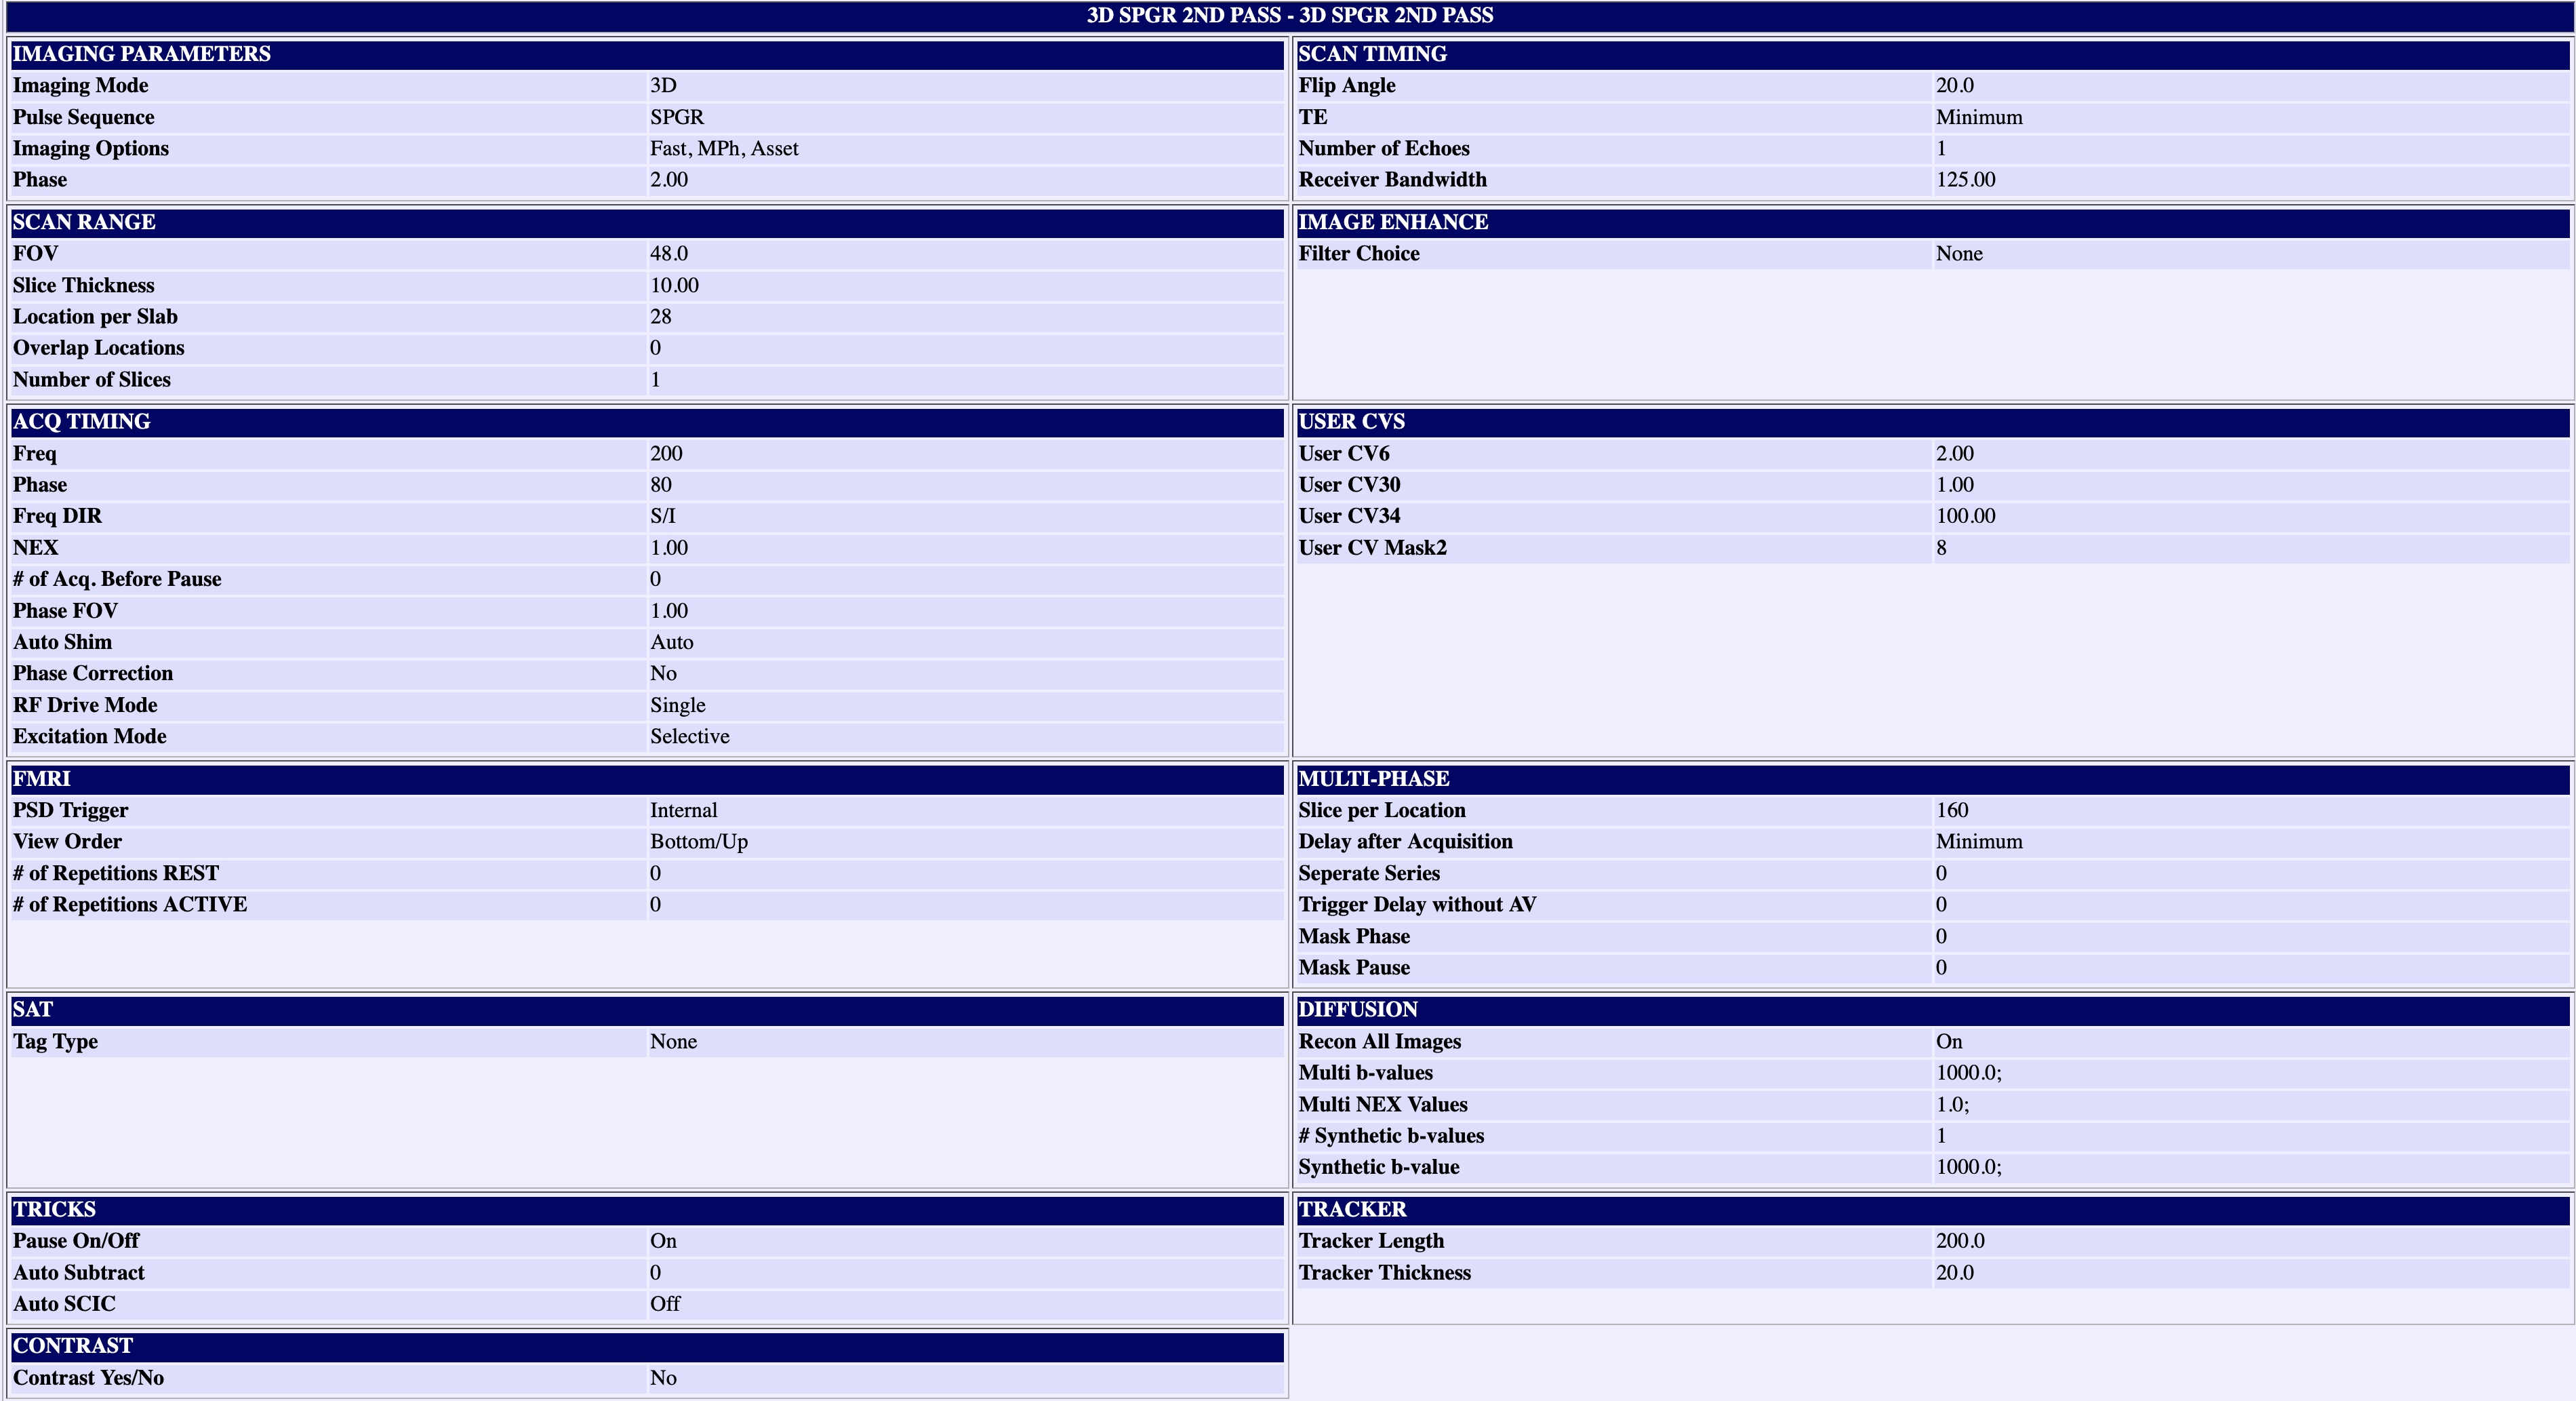 3D SPGR 2ND PASS - 3D SPGR 2ND PASS
IMAGING PARAMETERS
Imaging Mode 3D
Pulse Sequence SPGR
Imaging Options Fast, MPh, Asset
Phase 2.00
SCAN TIMING
Flip Angle 20.0
TE Minimum
Number of Echoes 1
Receiver Bandwidth 125.00
SCAN RANGE
FOV 48.0
Slice Thickness 10.00
Location per Slab 28
Overlap Locations 0
Number of Slices 1
IMAGE ENHANCE
Filter Choice None
ACQ TIMING
Freq 200
Phase 80
Freq DIR S/I
NEX 1.00
# of Acq. Before Pause 0
Phase FOV 1.00
Auto Shim Auto
Phase Correction No
RF Drive Mode Single
Excitation Mode Selective
USER CVS
User CV6 2.00
User CV30 1.00
User CV34 100.00
User CV Mask2 8
FMRI
PSD Trigger Internal
View Order Bottom/Up
# of Repetitions REST 0
# of Repetitions ACTIVE 0
MULTI-PHASE
Slice per Location 160
Delay after Acquisition Minimum
Seperate Series 0
Trigger Delay without AV 0
Mask Phase 0
Mask Pause 0
SAT
Tag Type None
DIFFUSION
Recon All Images On
Multi b-values 1000.0;
Multi NEX Values 1.0;
# Synthetic b-values 1
Synthetic b-value 1000.0;
TRICKS
Pause On/Off On
Auto Subtract 0
Auto SCIC Off
TRACKER
Tracker Length 200.0
Tracker Thickness 20.0
CONTRAST
Contrast Yes/No No